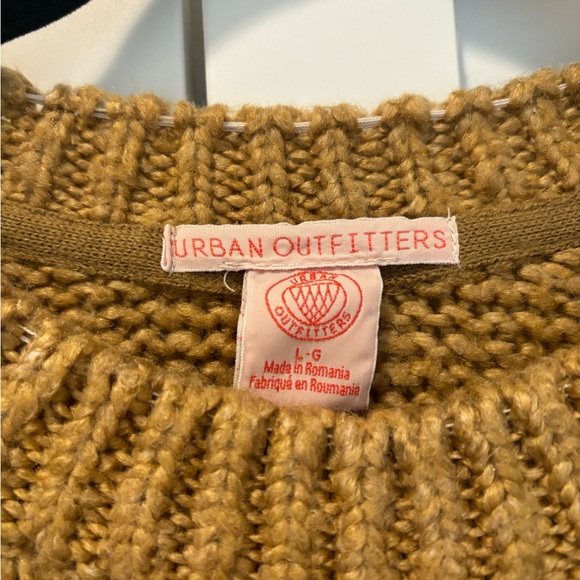 URBAN OUTFITTERS
URBAN
OUTFITTERS
L-G
Made in Romania
Fabriqué en Roumanie